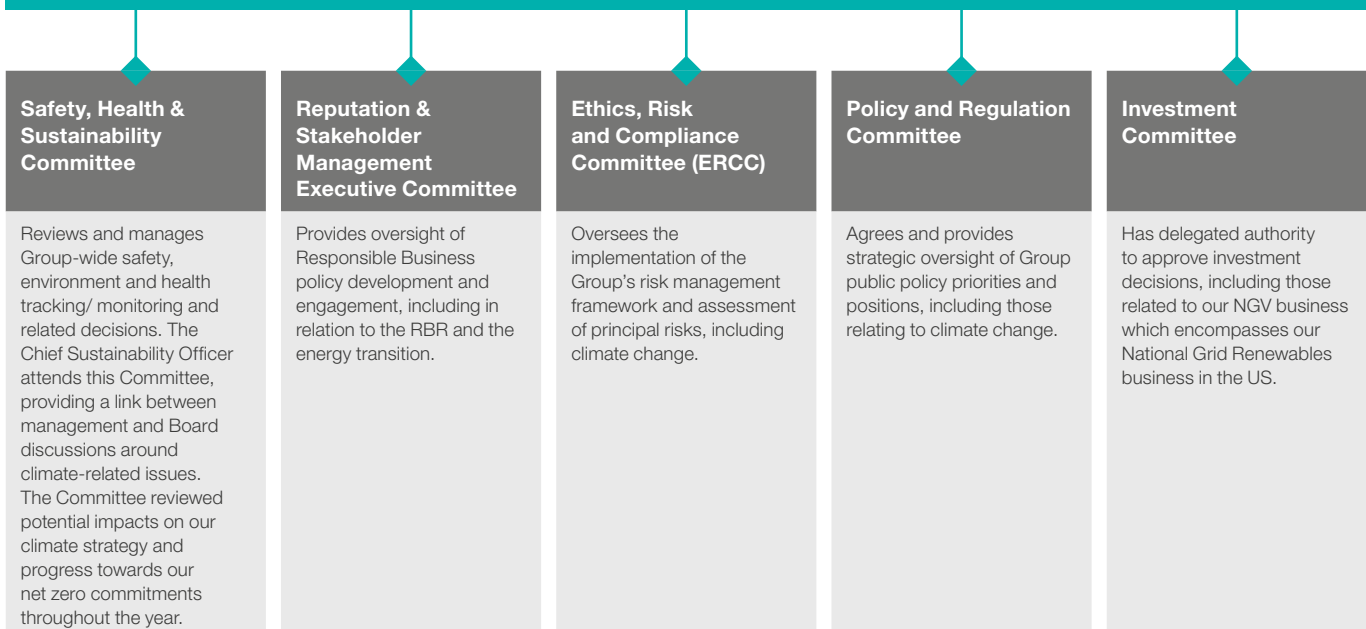 Safety, Health &
Sustainability
Committee
Reviews and manages
Group-wide safety,
environment and health
tracking/ monitoring and
related decisions. The
Chief Sustainability Officer
attends this Committee,
providing a link between
management and Board
discussions around
climate-related issues.
The Committee reviewed
potential impacts on our
climate strategy and
progress towards our
net zero commitments
throughout the year.
Reputation &
Stakeholder
Management
Executive Committee
Provides oversight of
Responsible Business
policy development and
engagement, including in
relation to the RBR and the
energy transition.
Ethics, Risk
and Compliance
Committee (ERCC)
Oversees the
implementation of the
Group’s risk management
framework and assessment
of principal risks, including
climate change.
Policy and Regulation
Committee
Agrees and provides
strategic oversight of Group
public policy priorities and
positions, including those
relating to climate change.
Investment
Committee
Has delegated authority
to approve investment
decisions, including those
related to our NGV business
which encompasses our
National Grid Renewables
business in the US.